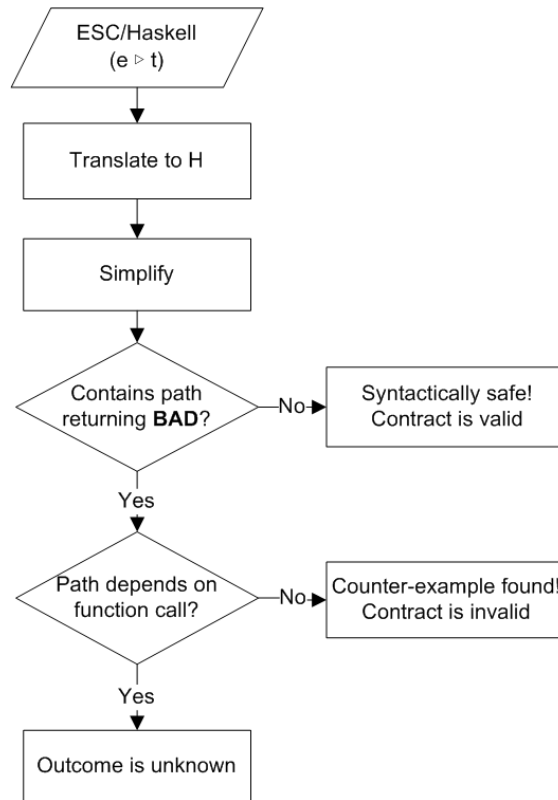 ESC/Haskell
(e ▷ t)
Translate to H
Simplify
Contains path
returning BAD?
No
Syntactically safe!
Contract is valid
Yes
Path depends on
function call?
No
Counter-example found!
Contract is invalid
Yes
Outcome is unknown